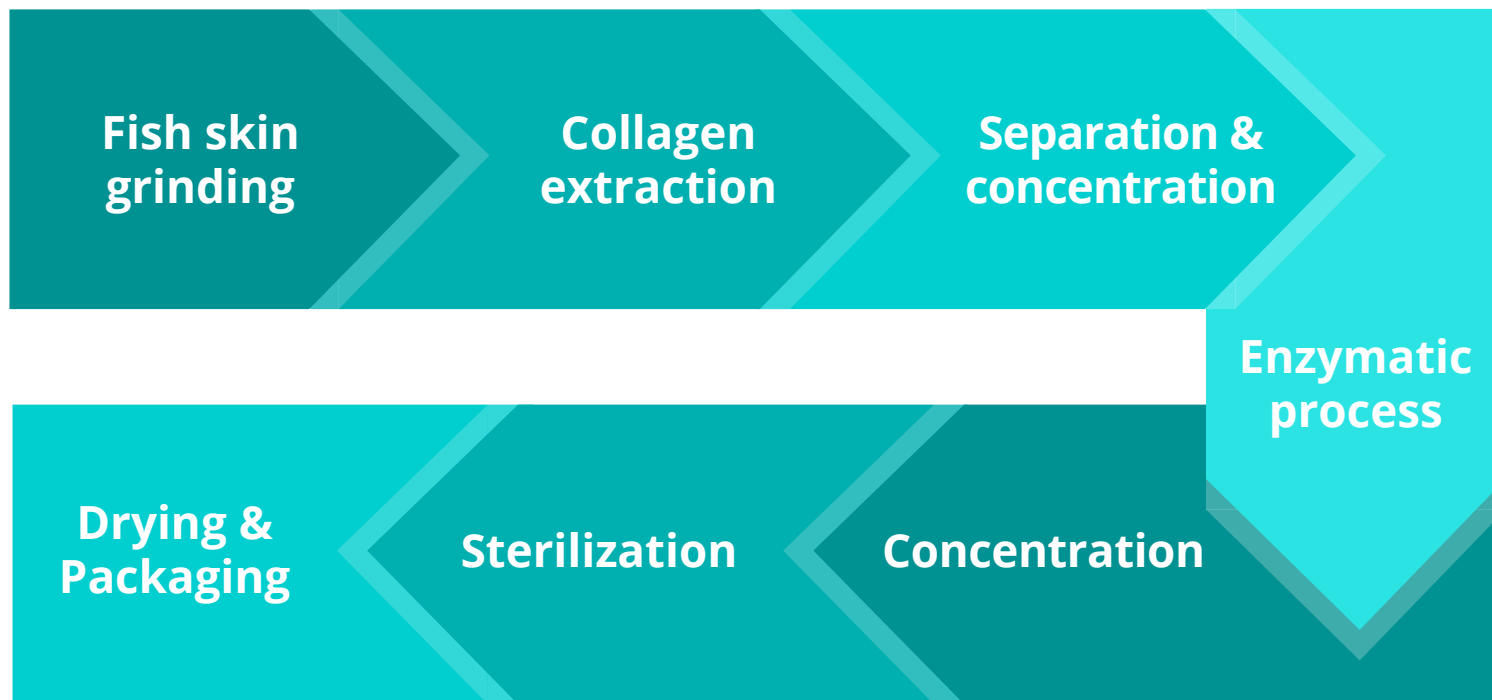 Fish skin
grinding
Collagen
extraction
Separation &
concentration
Enzymatic
process
Concentration
Sterilization
Drying &
Packaging